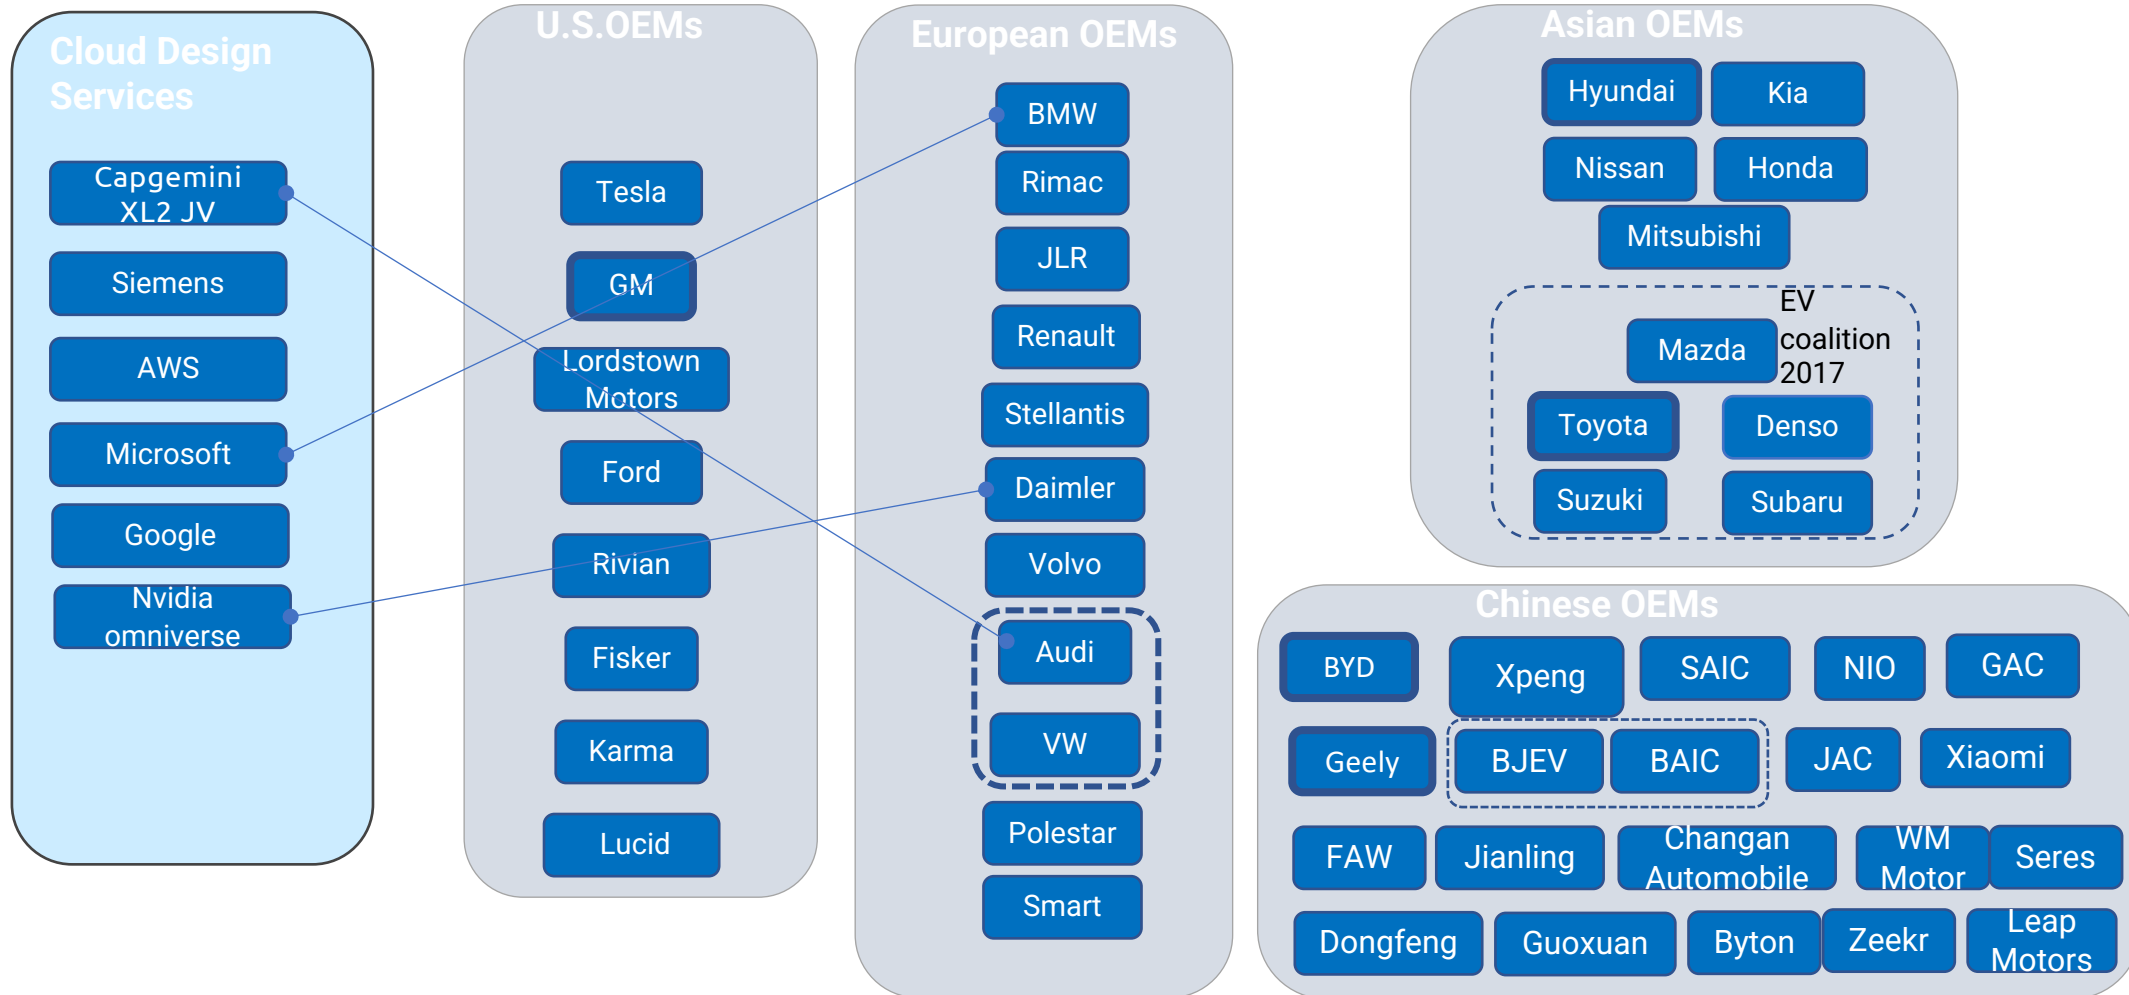 Cloud Design
Services
Capgemini
XL2 JV
Siemens
AWS
Microsoft
Google
Nvidia
omniverse
U.S.OEMs
Tesla
GM
Lordstown
Motors
Ford
Rivian
Fisker
Karma
Lucid
European OEMs
BMW
Rimac
JLR
Renault
Stellantis
Daimler
Volvo
Audi
VW
Polestar
Smart
Asian OEMs
Hyundai
Kia
Nissan
Honda
Mitsubishi
EV
coalition
2017
Mazda
Toyota
Denso
Suzuki
Subaru
Chinese OEMs
BYD
Xpeng
SAIC
NIO
GAC
Geely
BJEV
BAIC
JAC
Xiaomi
FAW
Jianling
Changan
Automobile
WM
Motor
Seres
Dongfeng
Guoxuan
Byton
Zeekr
Leap
Motors